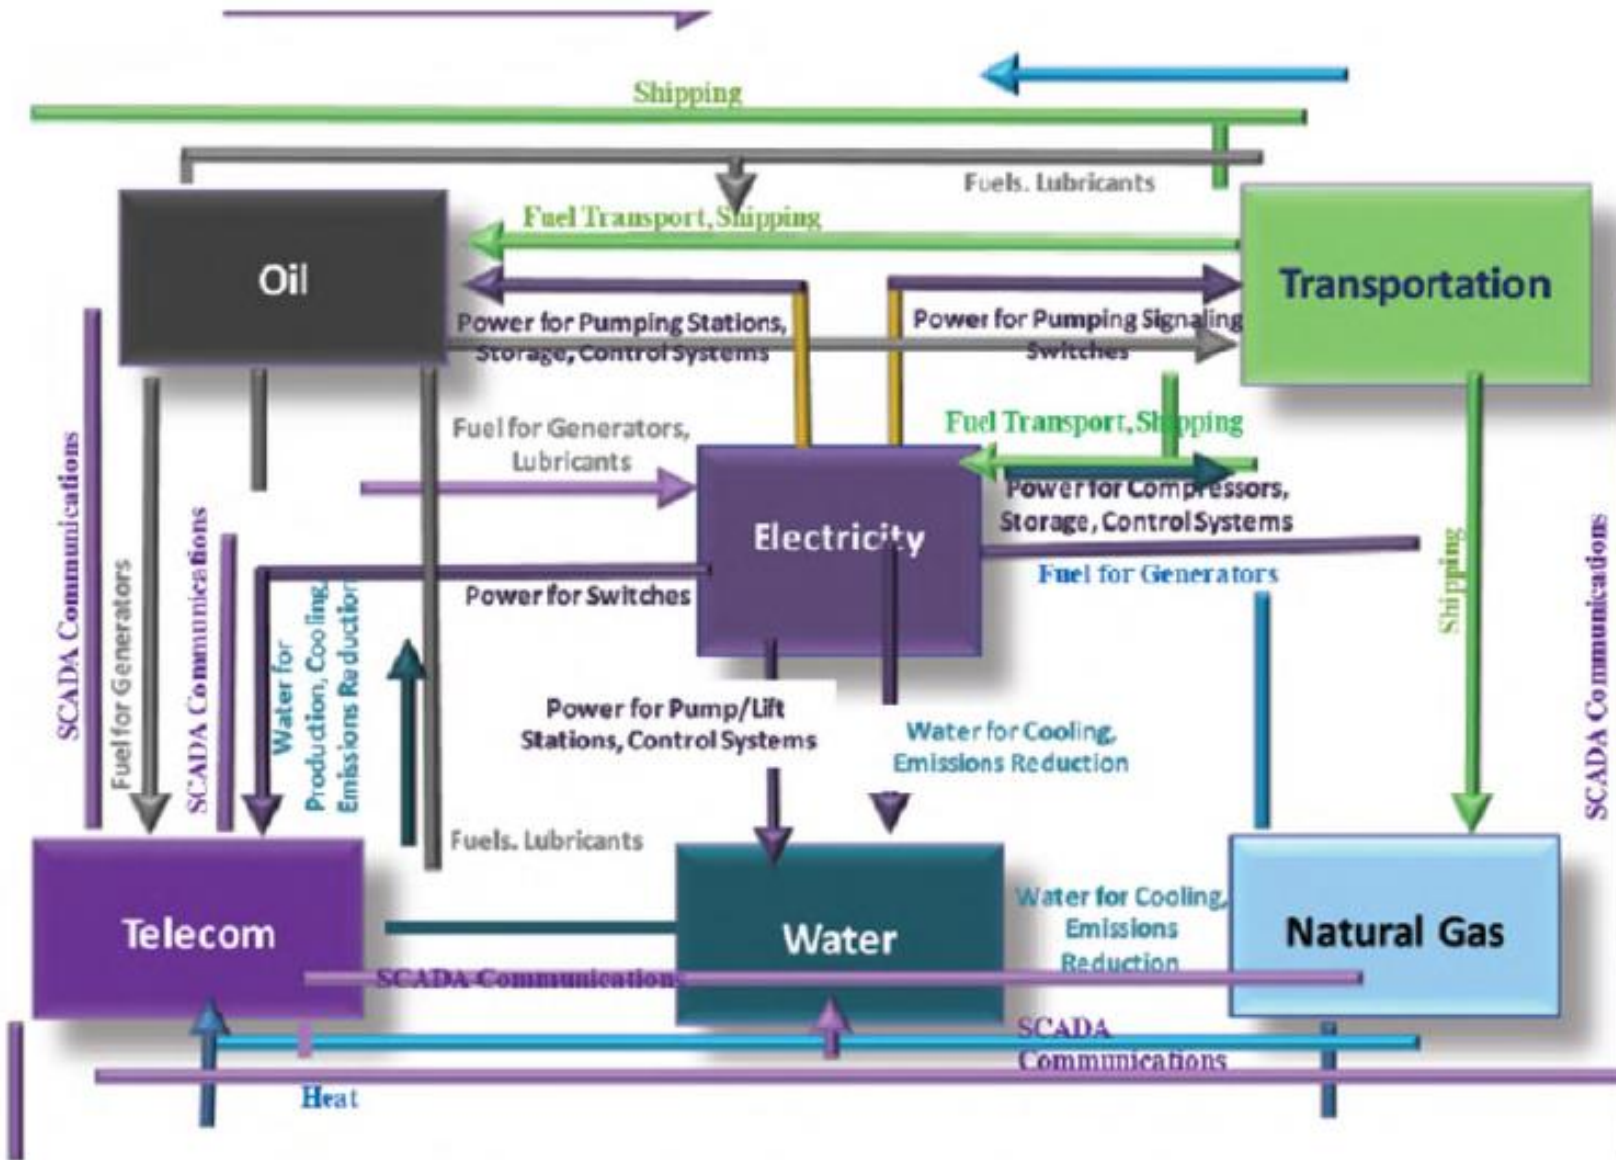 Shipping
Fuels. Lubricants
Fuel Transport, Shipping
Oil
Transportation
Power for Pumping Stations,
Storage, Control Systems
Power for Pumping Signaling
Switches
Fuel for Generators,
Lubricants
Fuel Transport, Shipping
Power for Compressors,
Storage, Control Systems
Electricity
Fuel for Generators
Power for Switches
SCADA Communications
Fuel for Generators
SCADA Communications
Water for
Production, Cooling,
Emissions Reduction
Shipping
SCADA Communications
Power for Pump/Lift
Stations, Control Systems
Water for Cooling,
Emissions Reduction
Fuels. Lubricants
Telecom
Water
Water for Cooling,
Emissions
Reduction
Natural Gas
SCADA Communications
SCADA
Communications
Heat